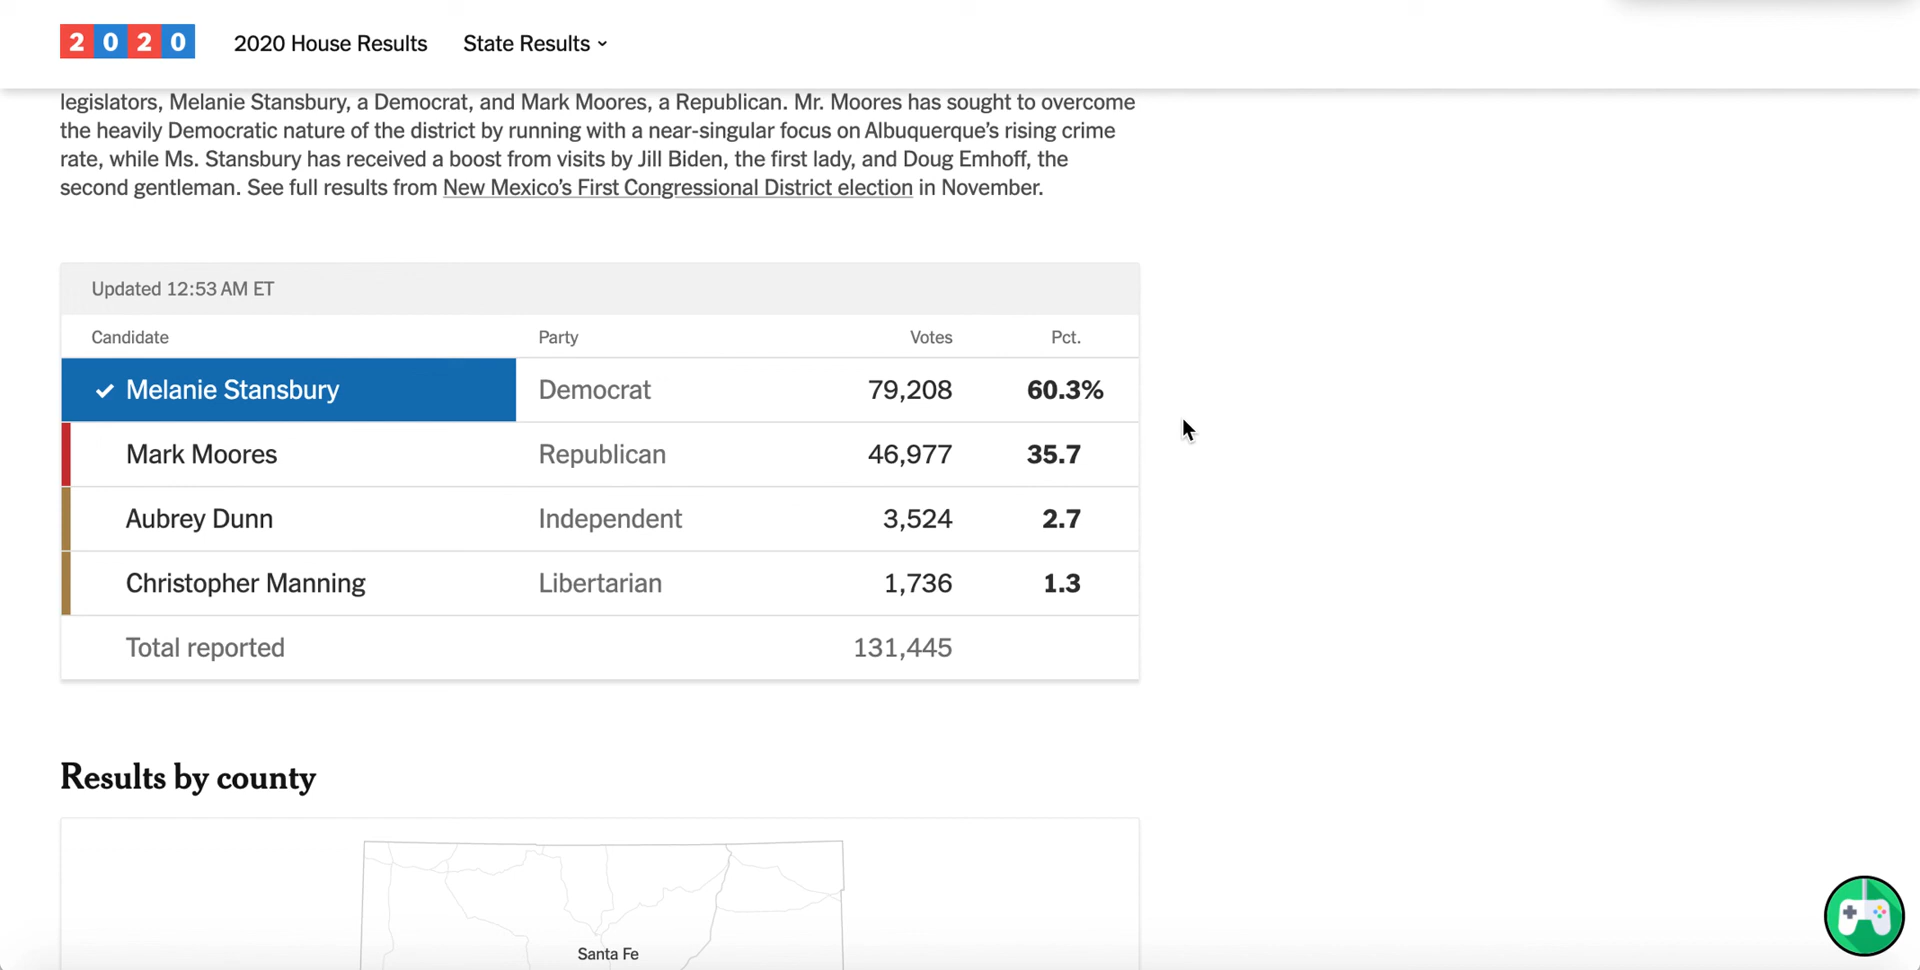 2020 2020 House Results State Results
legislators, Melanie Stansbury, a Democrat, and Mark Moores, a Republican. Mr. Moores has sought to overcome
the heavily Democratic nature of the district by running with a near-singular focus on Albuquerque’s rising crime
rate, while Ms. Stansbury has received a boost from visits by Jill Biden, the first lady, and Doug Emhoff, the
second gentleman. See full results from New Mexico’s First Congressional District election in November.
Updated 12:53 AM ET
Candidate Party Votes Pct.
Melanie Stansbury Democrat 79,208 60.3%
Mark Moores Republican 46,977 35.7
Aubrey Dunn Independent 3,524 2.7
Christopher Manning Libertarian 1,736 1.3
Total reported 131,445
Results by county
Santa Fe